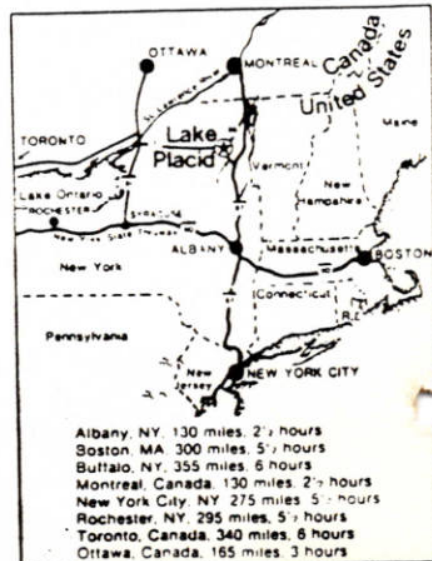 OTTAWA
MONTREAL
Canada
United States
St. Lawrence River
Maine
TORONTO
Lake
Placid
Vermont
New
Hampshire
Lake Ontario
ROCHESTER
SYRACUSE
New York State Thruway
ALBANY
Massachusetts
BOSTON
New York
Connecticut
R.I.
Pennsylvania
New
Jersey
NEW YORK CITY
Albany, NY, 130 miles, 2½ hours
Boston, MA 300 miles, 5½ hours
Buffalo, NY, 355 miles, 6 hours
Montreal, Canada, 130 miles, 2½ hours
New York City, NY 275 miles, 5½ hours
Rochester, NY, 295 miles, 5½ hours
Toronto, Canada, 340 miles, 6 hours
Ottawa, Canada, 165 miles, 3 hours